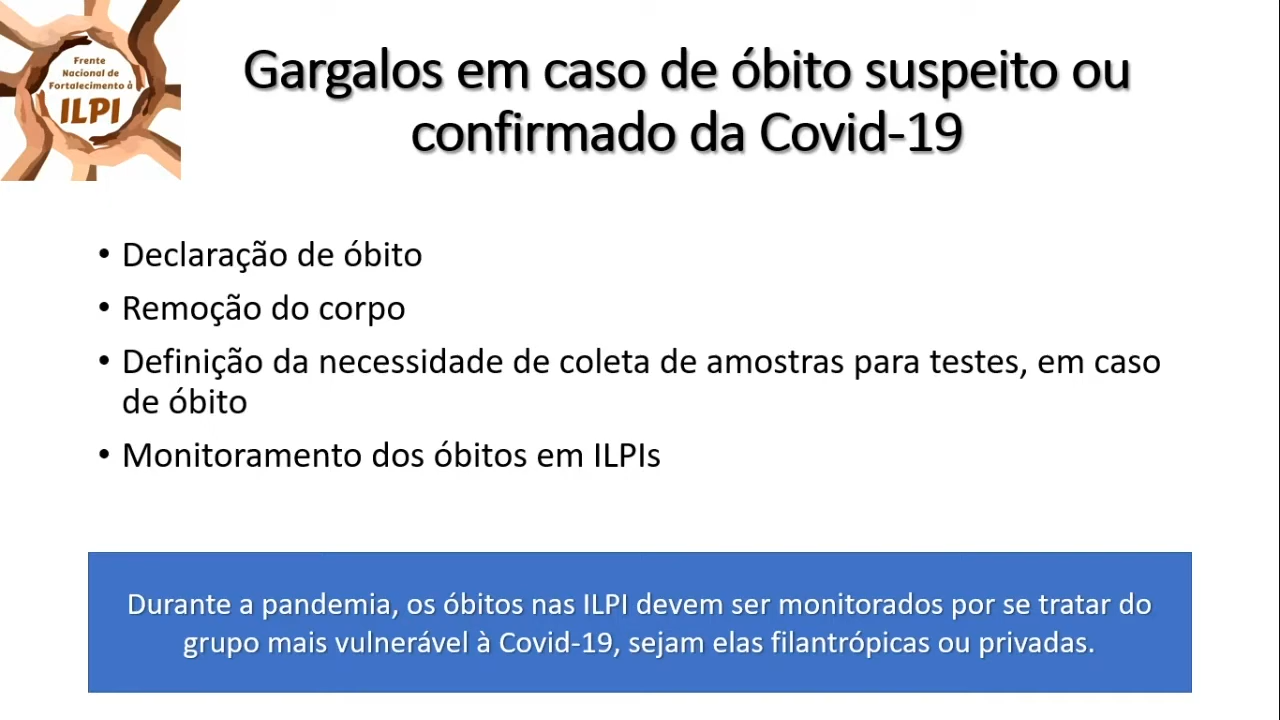 Frente
Nacional de
Fortalecimento à
ILPI
Gargalos em caso de óbito suspeito ou
confirmado da Covid-19
• Declaração de óbito
• Remoção do corpo
• Definição da necessidade de coleta de amostras para testes, em caso
de óbito
• Monitoramento dos óbitos em ILPIs
Durante a pandemia, os óbitos nas ILPI devem ser monitorados por se tratar do
grupo mais vulnerável à Covid-19, sejam elas filantrópicas ou privadas.